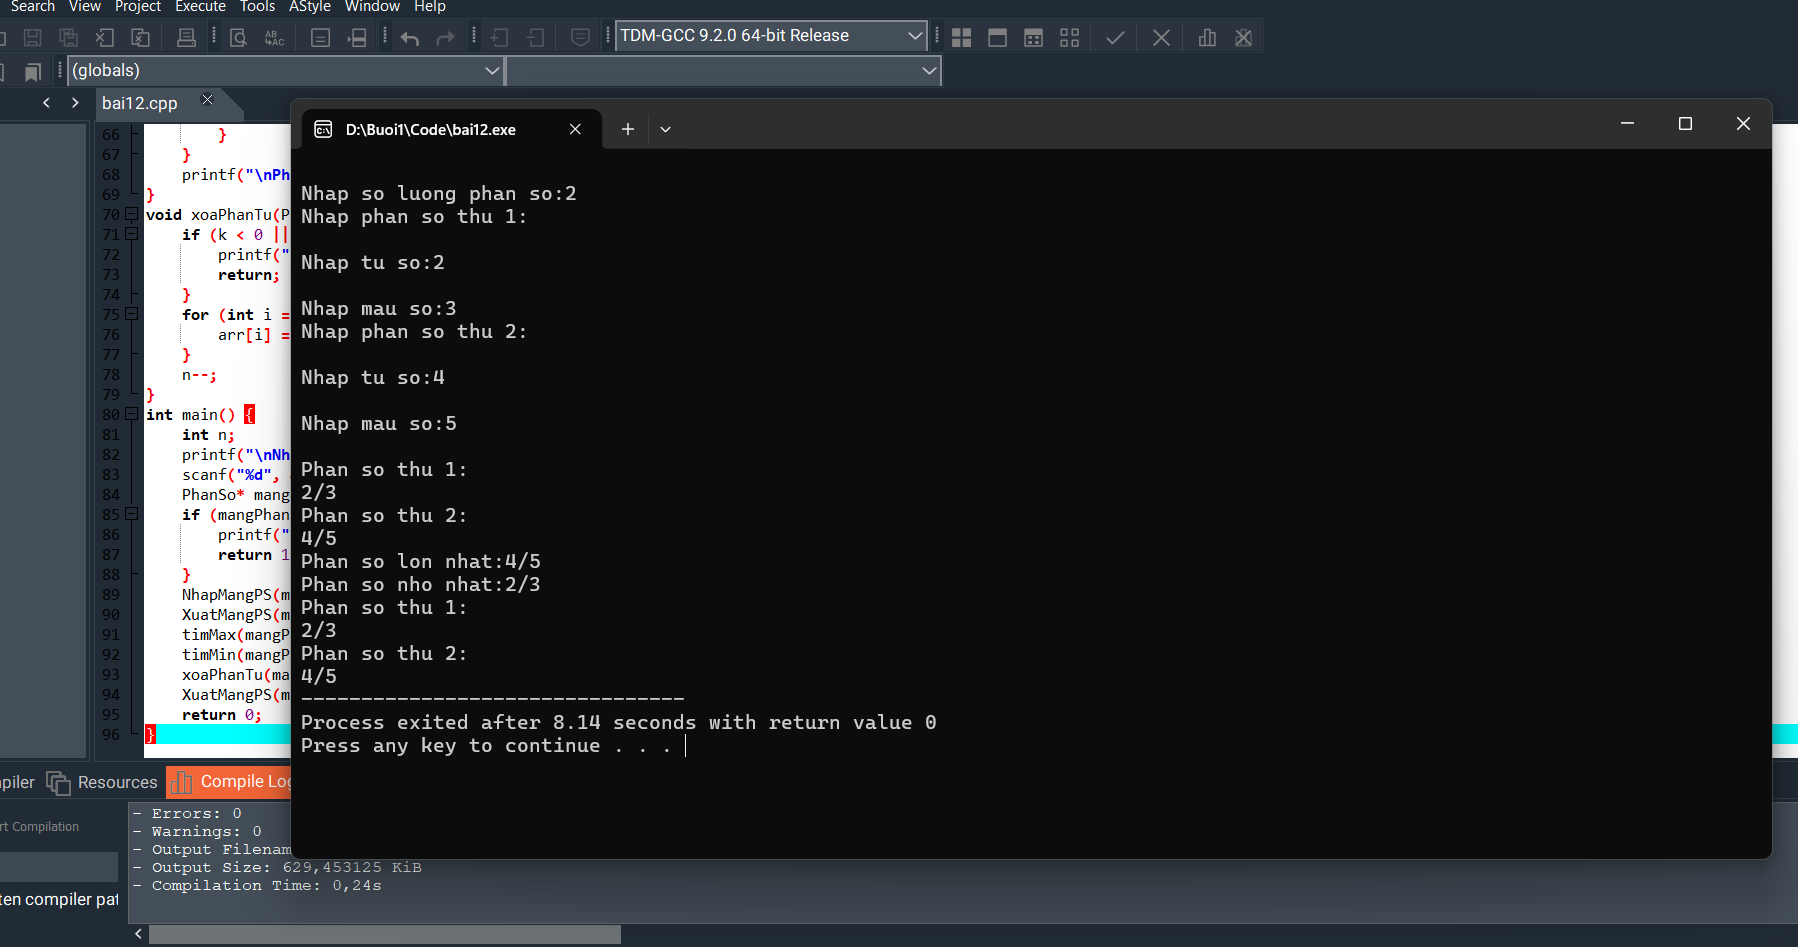 Search View Project Execute Tools AStyle Window Help
TDM-GCC 9.2.0 64-bit Release
(globals)
bai12.cpp
66 }
67 }
68 printf("\nPh
69 }
70 void xoaPhanTu(P
71 if (k < 0 ||
72 printf("
73 return;
74 }
75 for (int i =
76 arr[i] =
77 }
78 n--;
79 }
80 int main() {
81 int n;
82 printf("\nNh
83 scanf("%d",
84 PhanSo* mang
85 if (mangPhan
86 printf("
87 return 1
88 }
89 NhapMangPS(m
90 XuatMangPS(m
91 timMax(mangP
92 timMin(mangP
93 xoaPhanTu(ma
94 XuatMangPS(m
95 return 0;
96 }
D:\Buoi1\Code\bai12.exe
Nhap so luong phan so:2
Nhap phan so thu 1:
Nhap tu so:2
Nhap mau so:3
Nhap phan so thu 2:
Nhap tu so:4
Nhap mau so:5
Phan so thu 1:
2/3
Phan so thu 2:
4/5
Phan so lon nhat:4/5
Phan so nho nhat:2/3
Phan so thu 1:
2/3
Phan so thu 2:
4/5
--------------------------------
Process exited after 8.14 seconds with return value 0
Press any key to continue . . .
piler Resources Compile Log
rt Compilation
ten compiler pat
- Errors: 0
- Warnings: 0
- Output Filenam
- Output Size: 629,453125 KiB
- Compilation Time: 0,24s